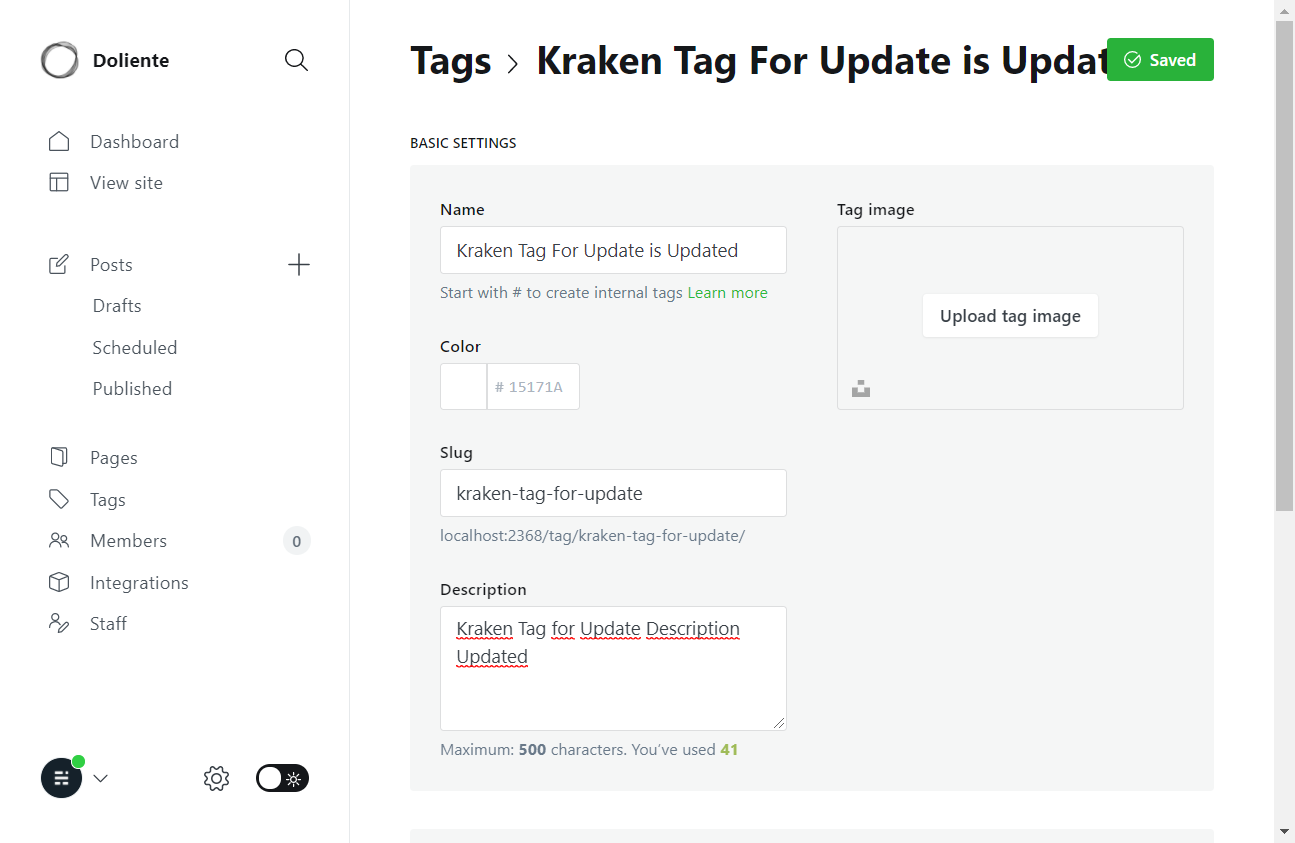 Doliente
Dashboard
View site
Posts
Drafts
Scheduled
Published
Pages
Tags
Members 0
Integrations
Staff
Tags > Kraken Tag For Update is Updat
Saved
BASIC SETTINGS
Name
Kraken Tag For Update is Updated
Start with # to create internal tags Learn more
Color
# 15171A
Slug
kraken-tag-for-update
localhost:2368/tag/kraken-tag-for-update/
Description
Kraken Tag for Update Description
Updated
Maximum: 500 characters. You’ve used 41
Tag image
Upload tag image